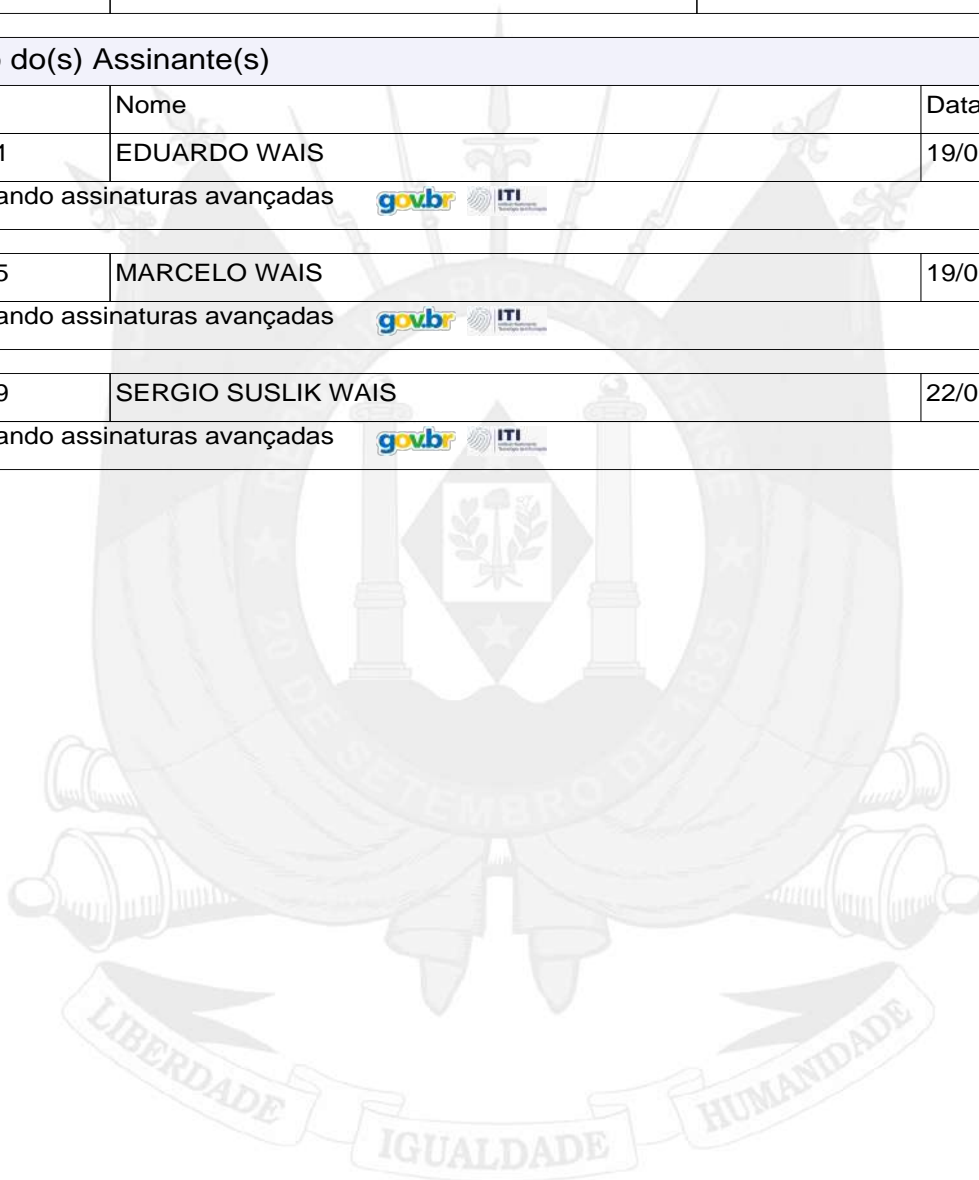 do(s) Assinante(s)
Nome Data
1 EDUARDO WAIS 19/0
ando assinaturas avançadas gov.br ITI
5 MARCELO WAIS 19/0
ando assinaturas avançadas gov.br ITI
9 SERGIO SUSLIK WAIS 22/0
ando assinaturas avançadas gov.br ITI
20 DE SETEMBRO DE 1835
LIBERDADE IGUALDADE HUMANIDADE